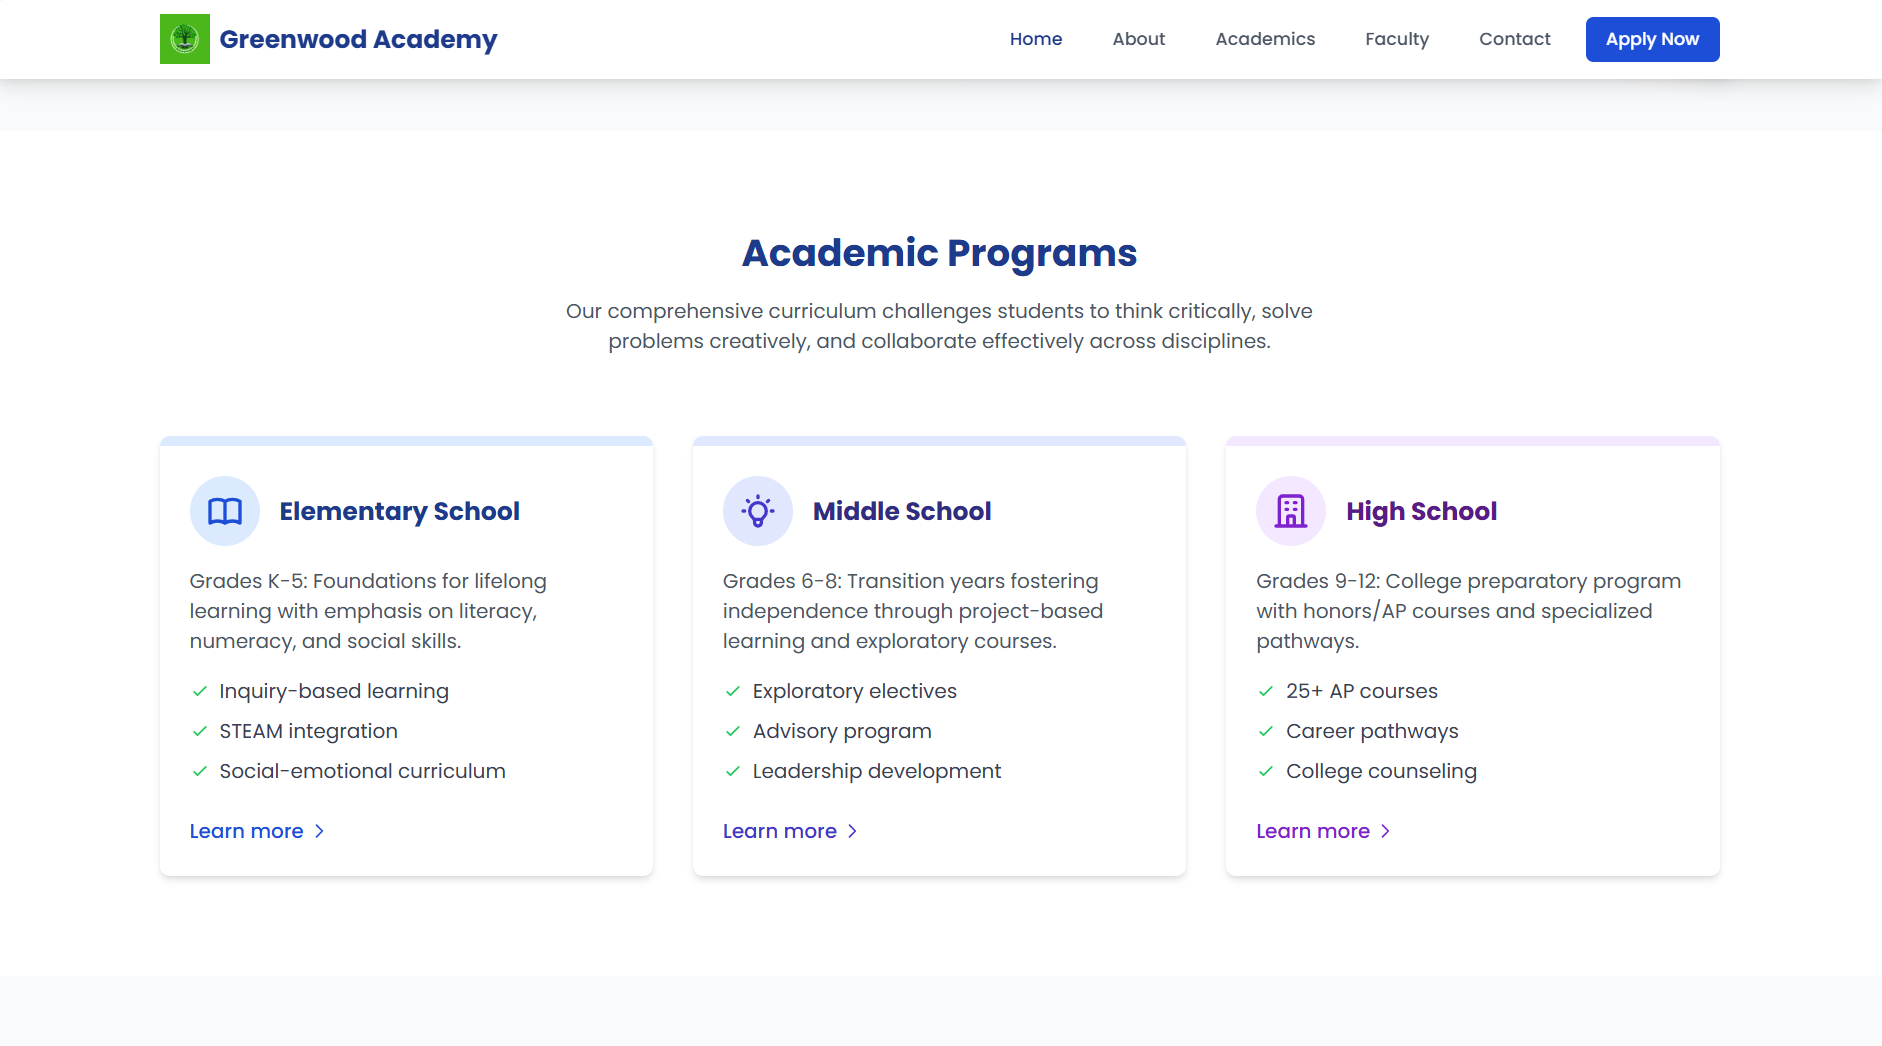 Greenwood Academy
Home
About
Academics
Faculty
Contact
Apply Now
Academic Programs
Our comprehensive curriculum challenges students to think critically, solve
problems creatively, and collaborate effectively across disciplines.
Elementary School
Grades K-5: Foundations for lifelong
learning with emphasis on literacy,
numeracy, and social skills.
Inquiry-based learning
STEAM integration
Social-emotional curriculum
Learn more
Middle School
Grades 6-8: Transition years fostering
independence through project-based
learning and exploratory courses.
Exploratory electives
Advisory program
Leadership development
Learn more
High School
Grades 9-12: College preparatory program
with honors/AP courses and specialized
pathways.
25+ AP courses
Career pathways
College counseling
Learn more